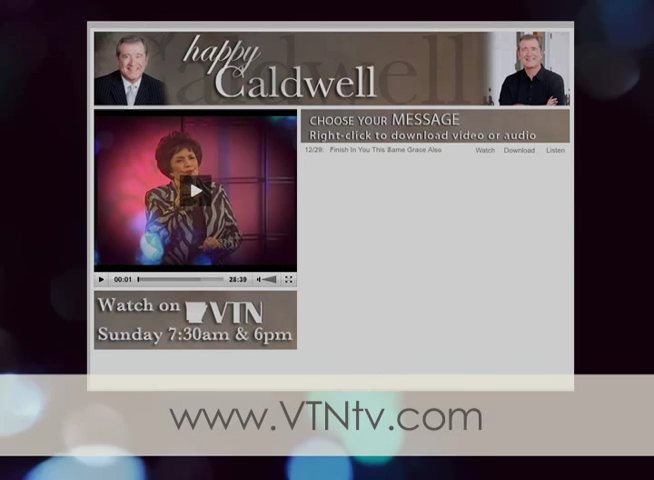 happy
Caldwell
CHOOSE YOUR MESSAGE
Right-click to download video or audio
12/28: Finish In You This Same Grace Also Watch Download Listen
00:01 28:39
Watch on VTN
Sunday 7:30am & 6pm
www.VTNtv.com